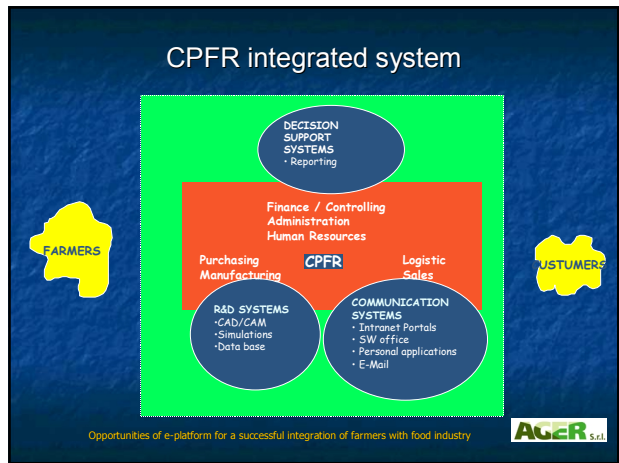 CPFR integrated system
DECISION
SUPPORT
SYSTEMS
• Reporting
Finance / Controlling
Administration
Human Resources
FARMERS
Purchasing
Manufacturing
CPFR
Logistic
Sales
USTUMERS
R&D SYSTEMS
•CAD/CAM
•Simulations
•Data base
COMMUNICATION
SYSTEMS
• Intranet Portals
• SW office
• Personal applications
• E-Mail
Opportunities of e-platform for a successful integration of farmers with food industry
AGER S.r.l.